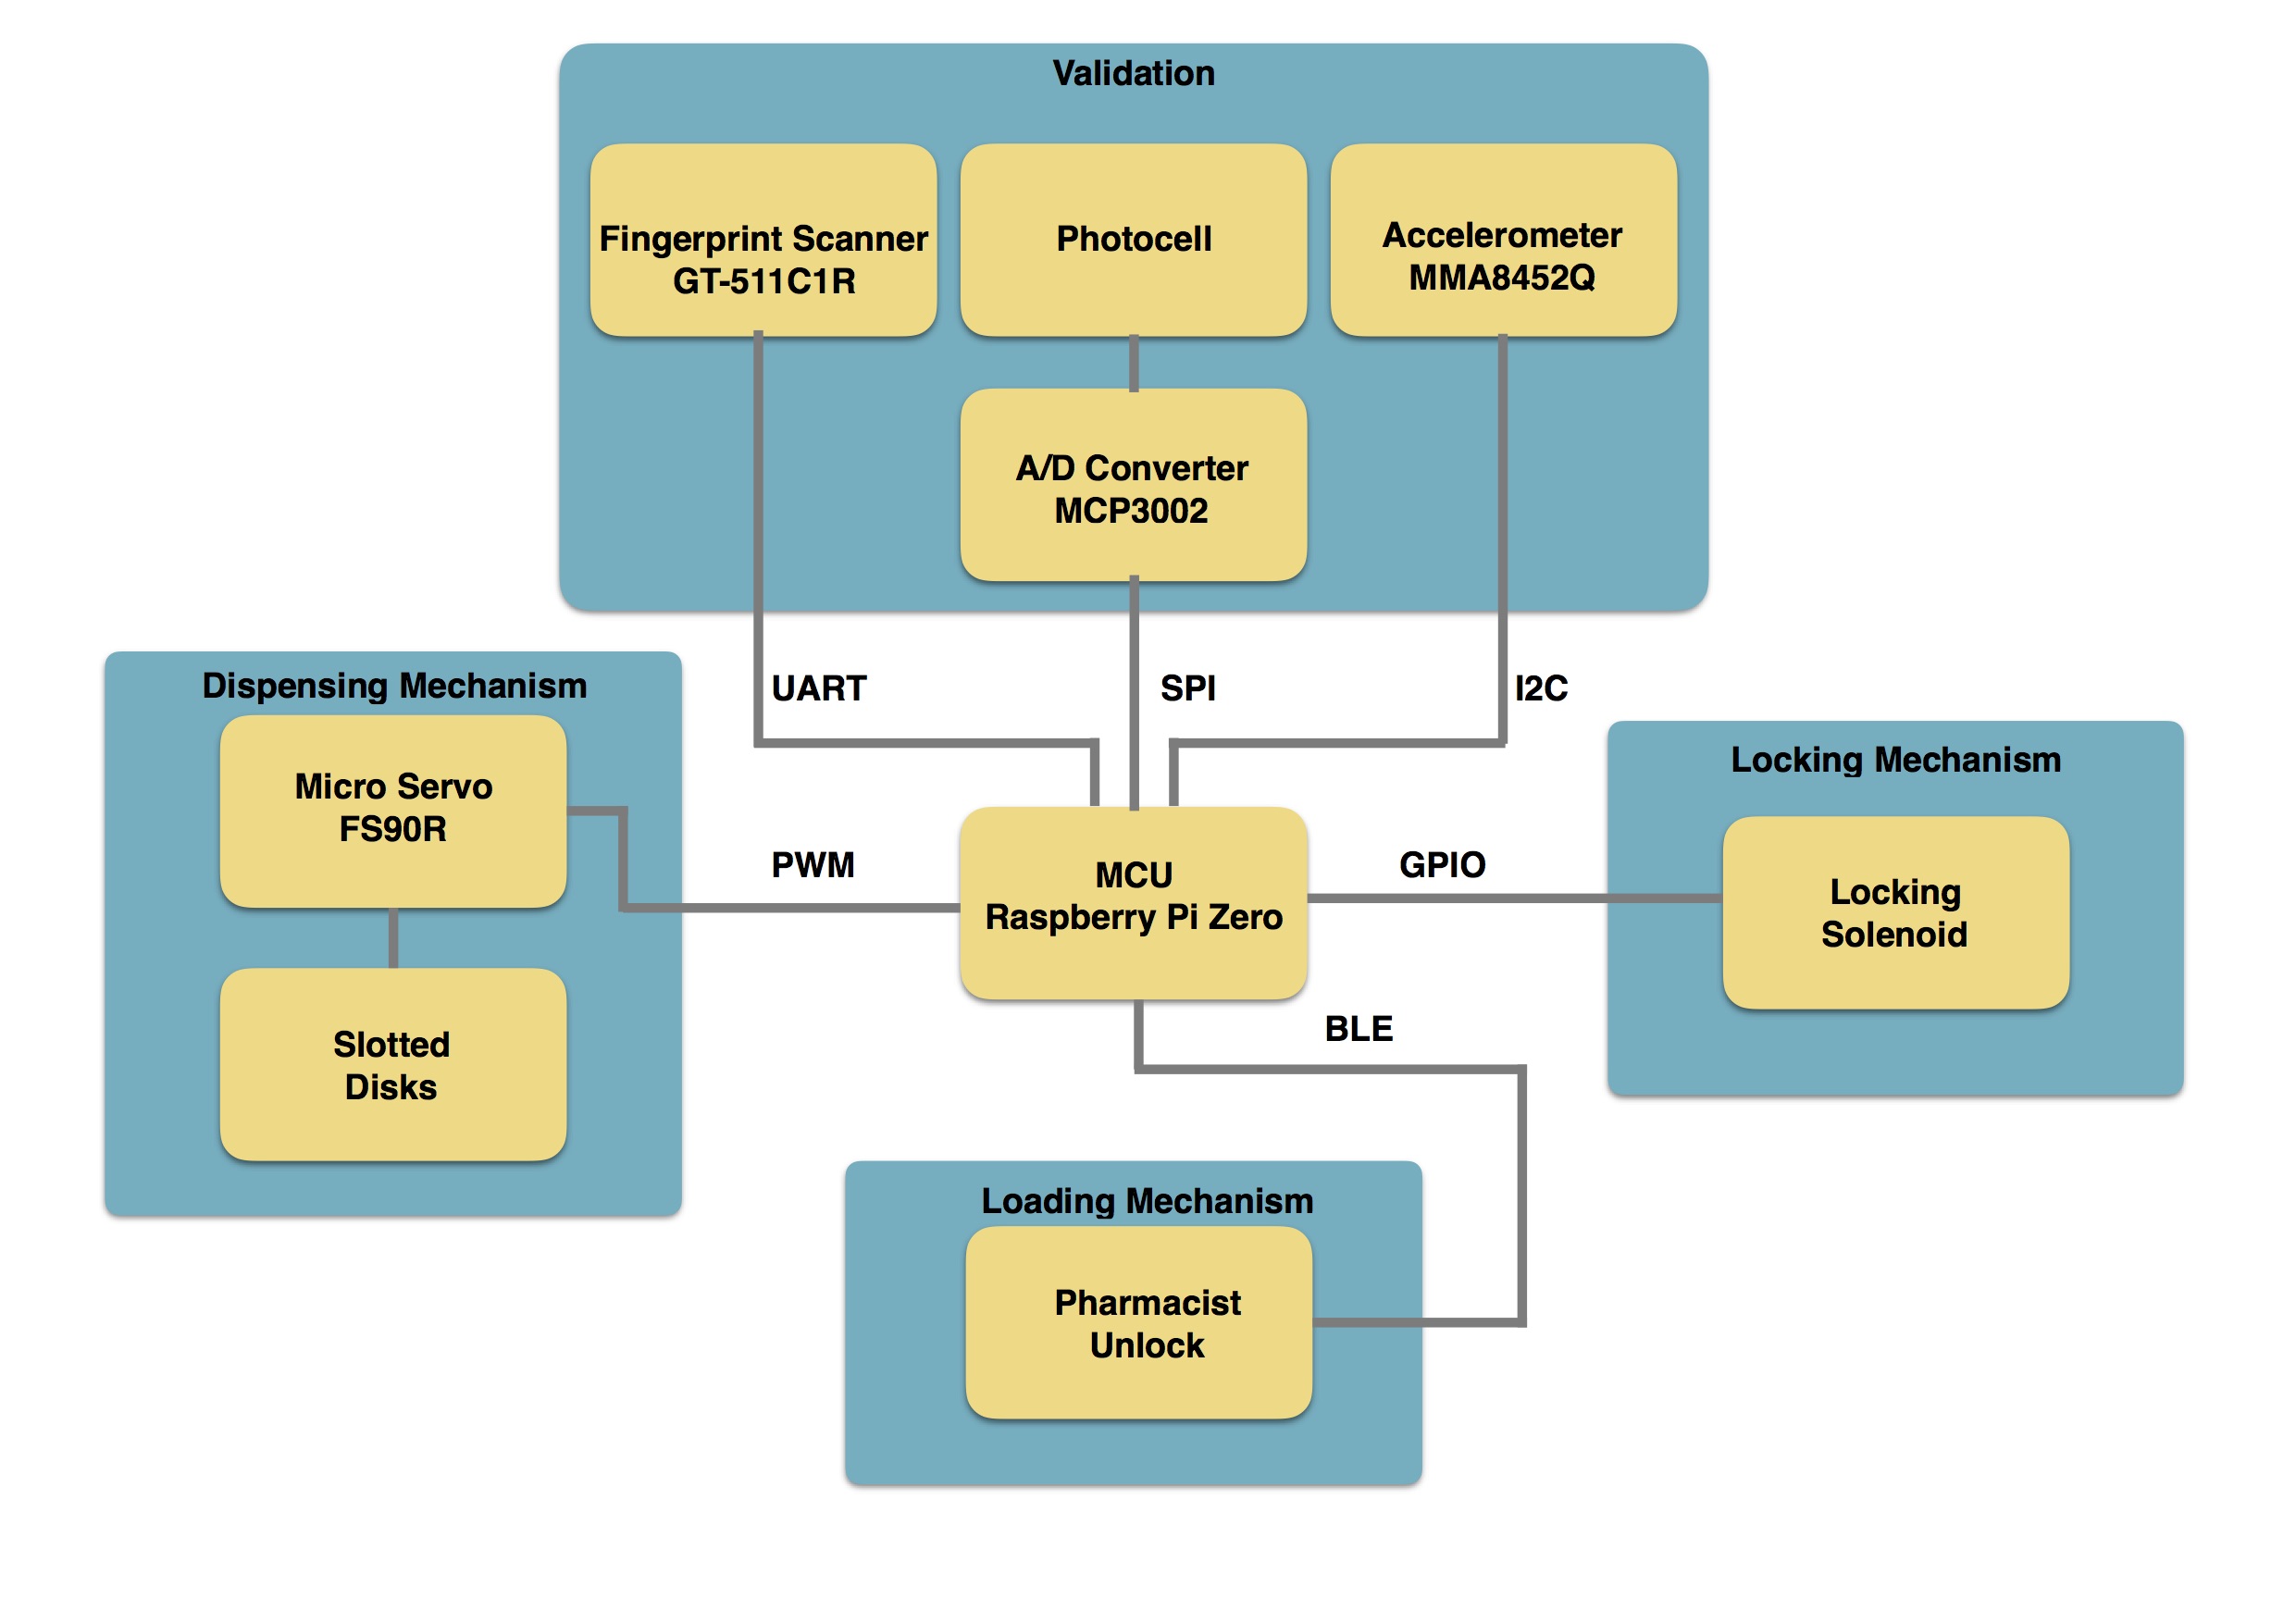 Validation
Fingerprint Scanner
GT-511C1R
Photocell
Accelerometer
MMA8452Q
A/D Converter
MCP3002
UART
SPI
I2C
Dispensing Mechanism
Micro Servo
FS90R
Slotted
Disks
PWM
MCU
Raspberry Pi Zero
GPIO
Locking Mechanism
Locking
Solenoid
BLE
Loading Mechanism
Pharmacist
Unlock